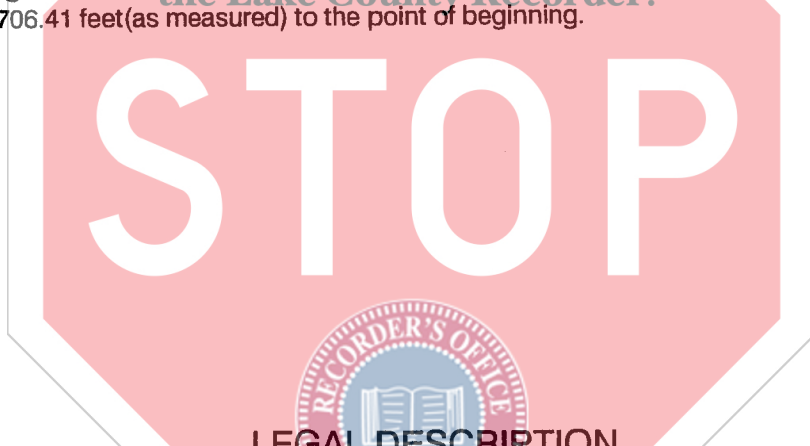 the Lake County Recorder!
706.41 feet(as measured) to the point of beginning.
STOP
RECORDER'S OFFICE
LEGAL DESCRIPTION